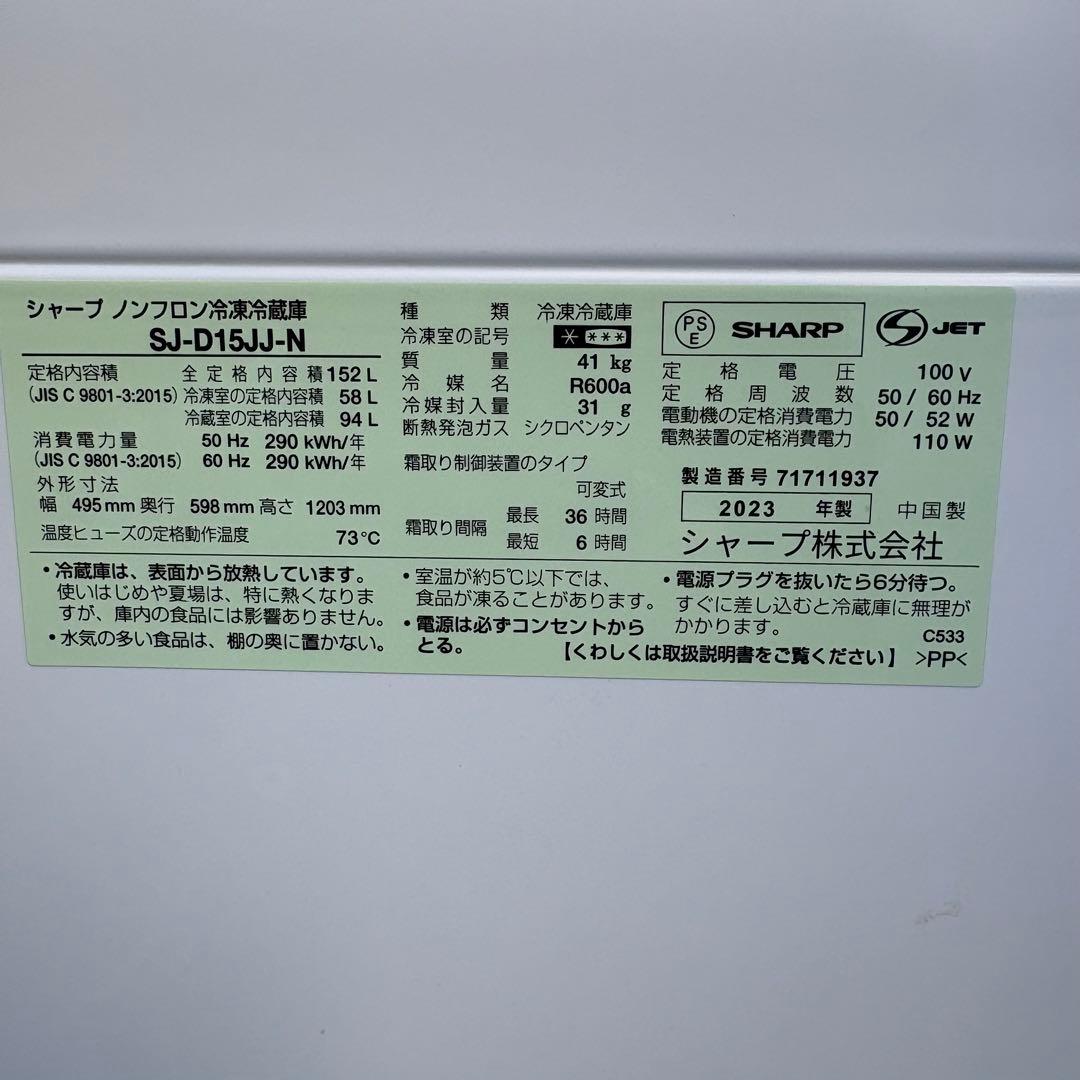 シャープ ノンフロン冷凍冷蔵庫
SJ-D15JJ-N
定格内容積 全定格内容積 152 L
(JIS C 9801-3:2015) 冷凍室の定格内容積 58 L
冷蔵室の定格内容積 94 L
消費電力量 50 Hz 290 kWh/年
(JIS C 9801-3:2015) 60 Hz 290 kWh/年
外形寸法
幅 495 mm 奥行 598 mm 高さ 1203 mm
温度ヒューズの定格動作温度 73℃
種類 冷凍冷蔵庫
冷凍室の記号 * ***
質量 41 kg
冷媒名 R600a
冷媒封入量 31 g
断熱発泡ガス シクロペンタン
霜取り制御装置のタイプ
可変式
霜取り間隔 最長 36 時間
最短 6 時間
PSE SHARP JET
定格電圧 100 V
定格周波数 50 / 60 Hz
電動機の定格消費電力 50 / 52 W
電熱装置の定格消費電力 110 W
製造番号 71711937
2023 年製 中国製
シャープ株式会社
・冷蔵庫は、表面から放熱しています。
使いはじめや夏場は、特に熱くなりま
すが、庫内の食品には影響ありません。
・水気の多い食品は、棚の奥に置かない。
・室温が約5℃以下では、
食品が凍ることがあります。
・電源は必ずコンセントから
とる。
・電源プラグを抜いたら6分待つ。
すぐに差し込むと冷蔵庫に無理が
かかります。 C533
【くわしくは取扱説明書をご覧ください】 >PP<